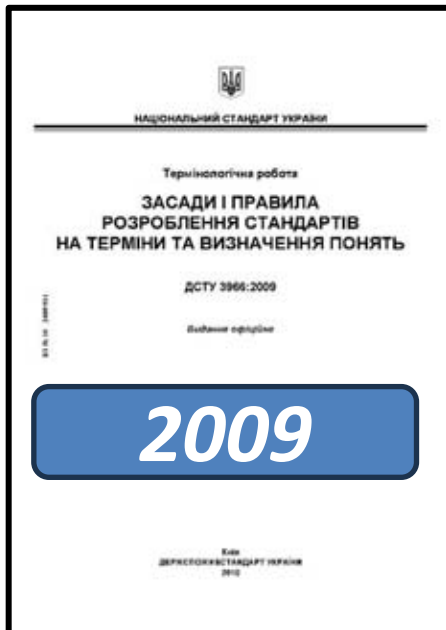 НАЦІОНАЛЬНИЙ СТАНДАРТ УКРАЇНИ
Термінологічна робота
ЗАСАДИ І ПРАВИЛА
РОЗРОБЛЕННЯ СТАНДАРТІВ
НА ТЕРМІНИ ТА ВИЗНАЧЕННЯ ПОНЯТЬ
ДСТУ 3966:2009
Видання офіційне
2009
Київ
ДЕРЖСПОЖИВСТАНДАРТ УКРАЇНИ
2010